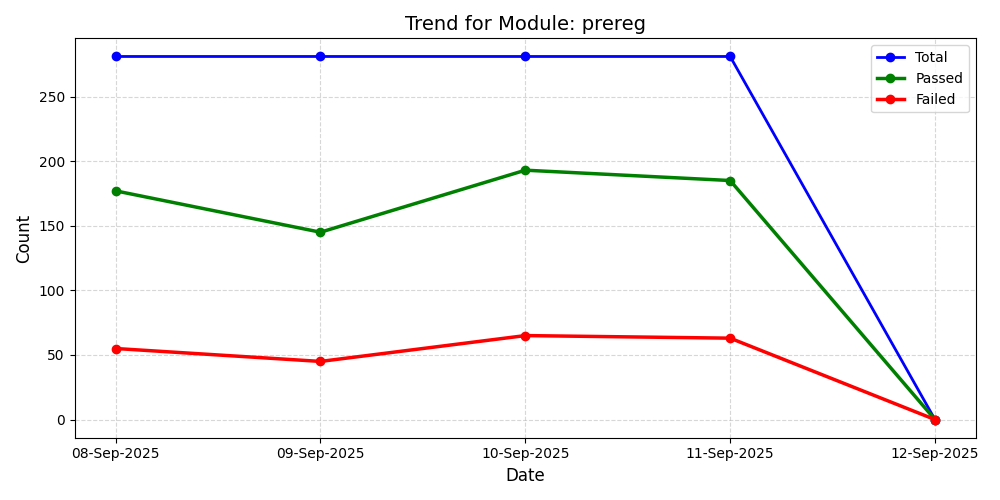 Trend for Module: prereg
Total
Passed
Failed
Count
250
200
150
100
50
0
08-Sep-2025
09-Sep-2025
10-Sep-2025
11-Sep-2025
12-Sep-2025
Date